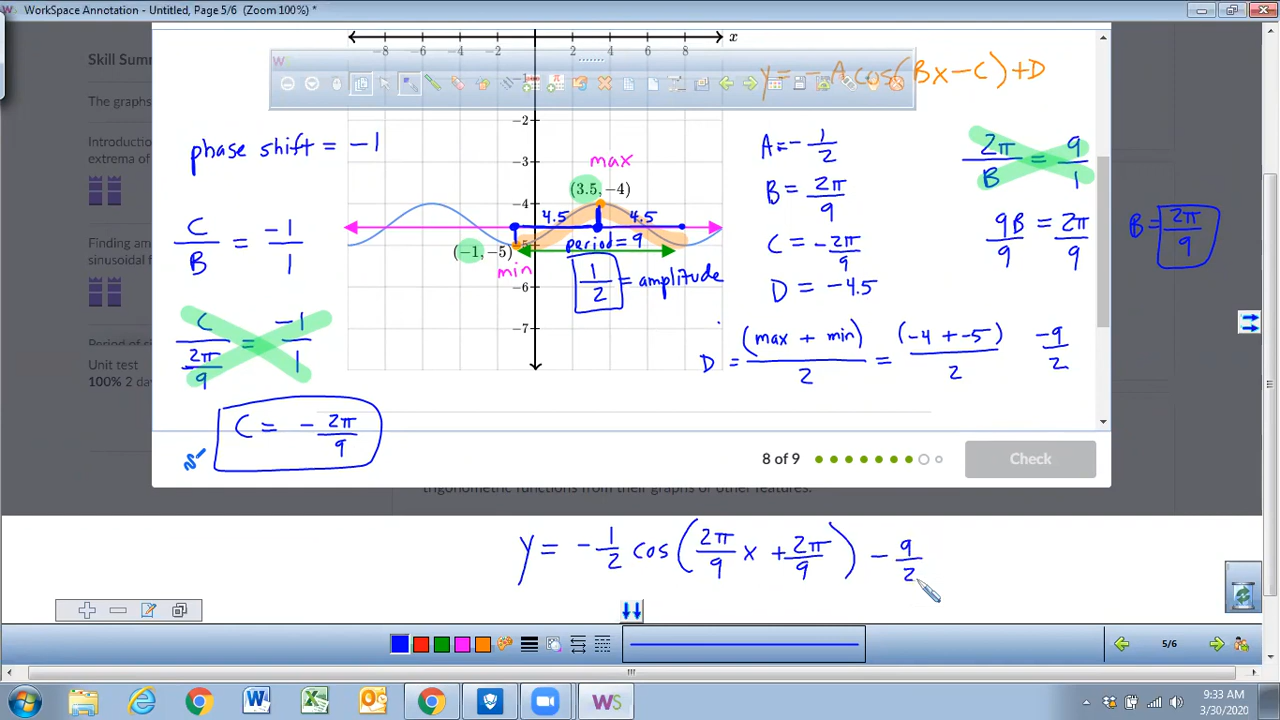 WorkSpace Annotation - Untitled, Page 5/6 (Zoom 100%) *
Skill Summ
The graphs
Introduction
extrema of
Finding am
sinusoidal f
Period of si
Unit test
100% 2 da
-8 -6 -4 -2 2 4 6 8 x
-1
-2
-3
-4
-5
-6
-7
y = - A cos(Bx - C) + D
phase shift = -1
C/B = -1/1
C/(2π/9) = -1/1
C = - 2π/9
max
(3.5, -4)
4.5 4.5
(-1, -5)
period = 9
min
1/2 = amplitude
A = - 1/2
B = 2π/9
C = - 2π/9
D = -4.5
2π/B = 9/1
9B/9 = 2π/9
B = 2π/9
D = (max + min)/2 = (-4 + -5)/2 -9/2
8 of 9
Check
trigonometric functions from their graphs or other features.
y = - 1/2 cos(2π/9 x + 2π/9) - 9/2
5/6
9:33 AM
3/30/2020